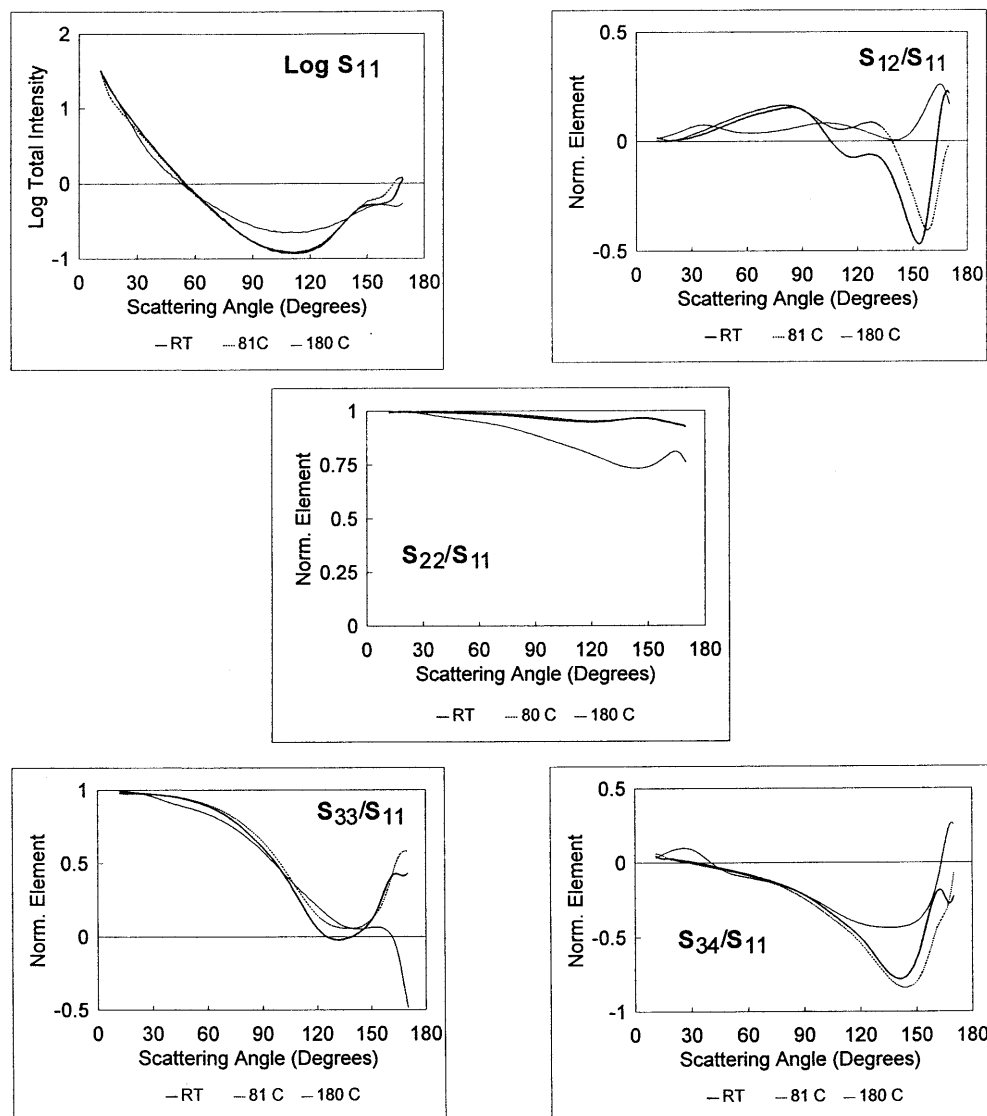 Log S11
Log Total Intensity
2
1
0
-1
0 30 60 90 120 150 180
Scattering Angle (Degrees)
RT 81C 180 C
S12/S11
Norm. Element
0.5
0
-0.5
0 30 60 90 120 150 180
Scattering Angle (Degrees)
RT 81 C 180 C
S22/S11
Norm. Element
1
0.75
0.5
0.25
0
0 30 60 90 120 150 180
Scattering Angle (Degrees)
RT 80 C 180 C
S33/S11
Norm. Element
1
0.5
0
-0.5
0 30 60 90 120 150 180
Scattering Angle (Degrees)
RT 81 C 180 C
S34/S11
Norm. Element
0.5
0
-0.5
-1
0 30 60 90 120 150 180
Scattering Angle (Degrees)
RT 81 C 180 C